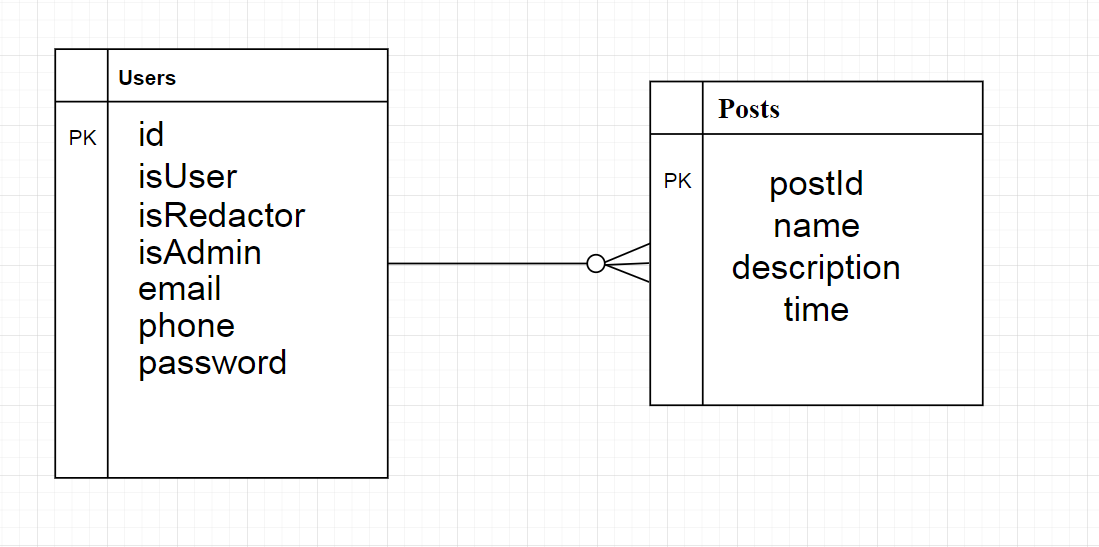 Users
PK
id
isUser
isRedactor
isAdmin
email
phone
password
Posts
PK
postId
name
description
time